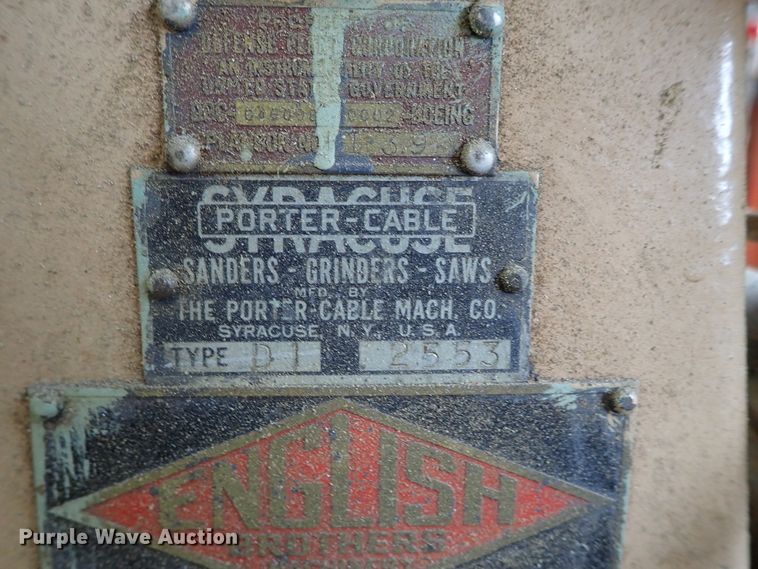 PROPERTY OF
DEFENSE PLANT CORPORATION
AN INSTRUMENTALITY OF THE
UNITED STATES GOVERNMENT
BOEING
SYRACUSE
PORTER-CABLE
SYRACUSE
SANDERS - GRINDERS - SAWS
MFD. BY
THE PORTER-CABLE MACH. CO.
SYRACUSE, N.Y., U.S.A.
TYPE D1 2553
ENGLISH
BROTHERS
Purple Wave Auction